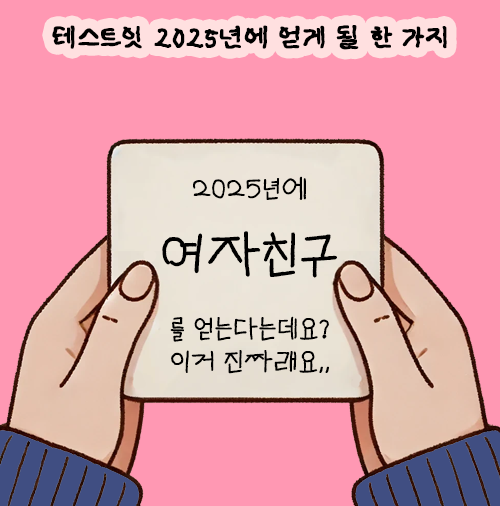 테스트잇 2025년에 얻게 될 한 가지
2025년에
여자친구
를 얻는다는데요?
이거 진짜래요,,